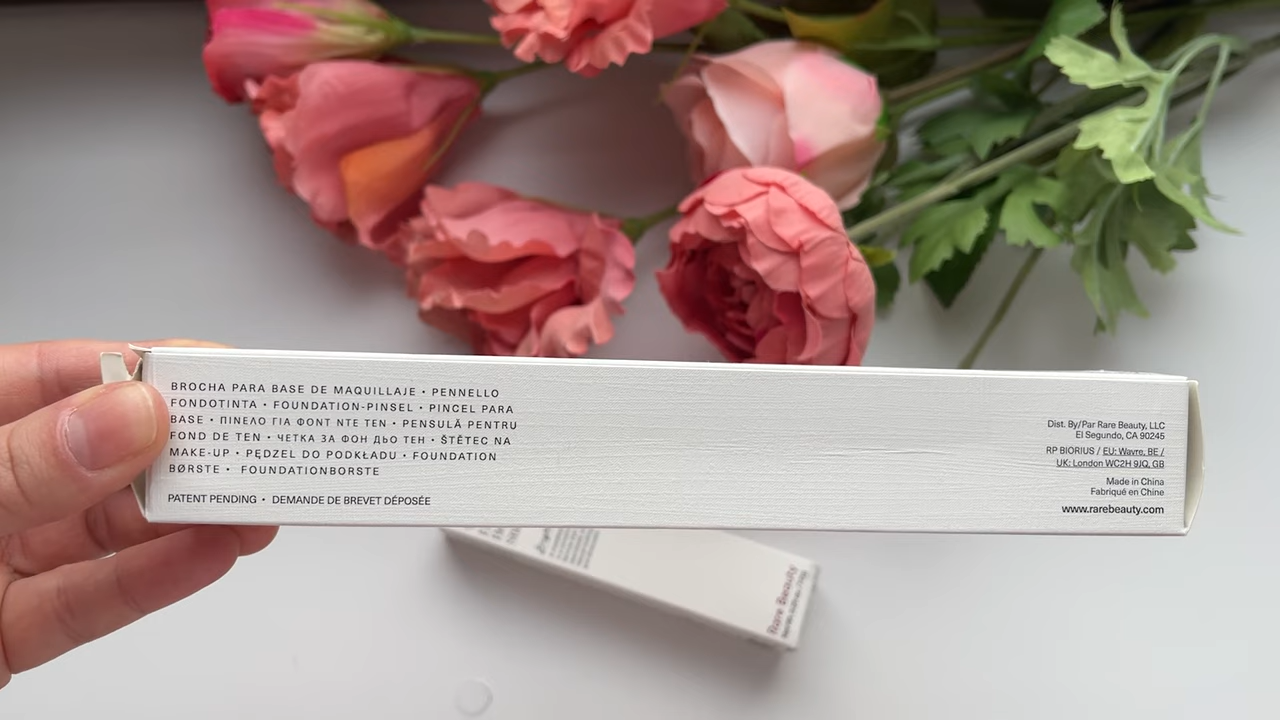 BROCHA PARA BASE DE MAQUILLAJE • PENNELLO
FONDOTINTA • FOUNDATION-PINSEL • PINCEL PARA
BASE • ΠΙΝΕΛΟ ΓΙΑ ΦΟΝΤ ΝΤΕ ΤΕΝ • PENSULĂ PENTRU
FOND DE TEN • ЧЕТКА ЗА ФОН ДЬО ТЕН • ŠTĚTEC NA
MAKE-UP • PĘDZEL DO PODKŁADU • FOUNDATION
BØRSTE • FOUNDATIONBORSTE
PATENT PENDING • DEMANDE DE BREVET DÉPOSÉE
Dist. By/Par Rare Beauty, LLC
El Segundo, CA 90245
RP BIORIUS / EU: Wavre, BE /
UK: London WC2H 9JQ, GB
Made in China
Fabriqué en Chine
www.rarebeauty.com
Rare Beauty